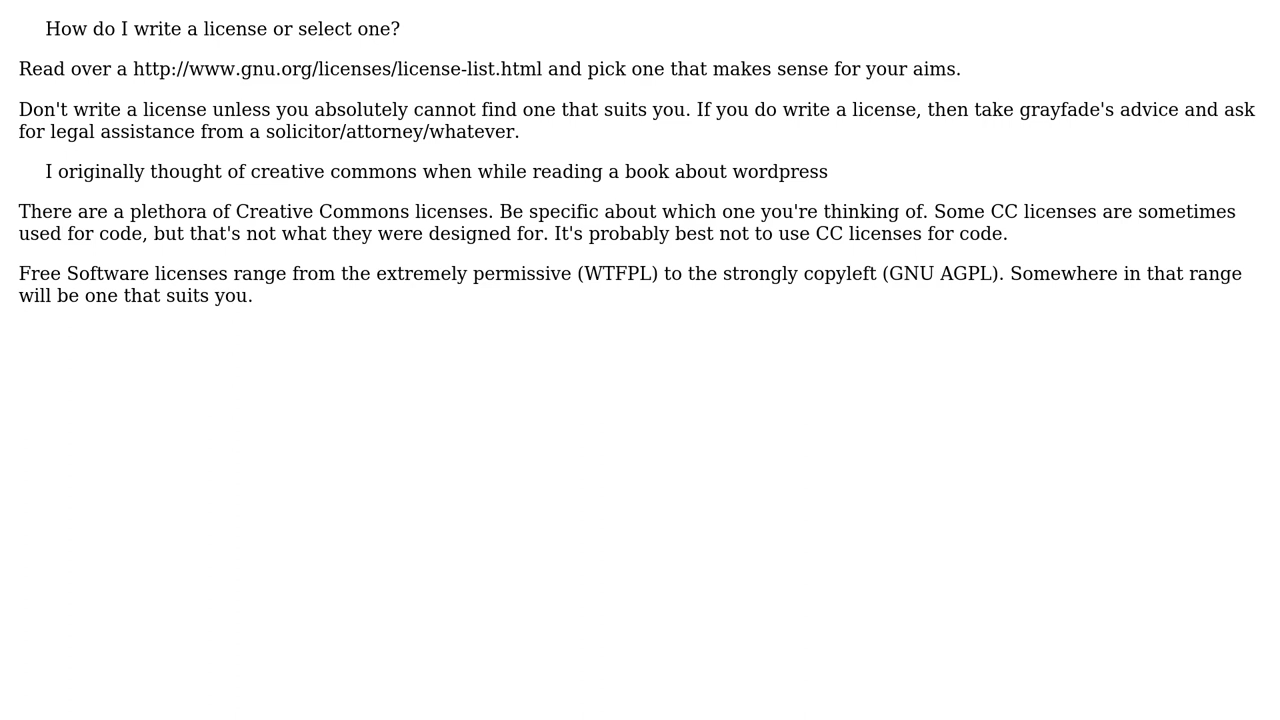 How do I write a license or select one?
Read over a http://www.gnu.org/licenses/license-list.html and pick one that makes sense for your aims.
Don't write a license unless you absolutely cannot find one that suits you. If you do write a license, then take grayfade's advice and ask
for legal assistance from a solicitor/attorney/whatever.
I originally thought of creative commons when while reading a book about wordpress
There are a plethora of Creative Commons licenses. Be specific about which one you're thinking of. Some CC licenses are sometimes
used for code, but that's not what they were designed for. It's probably best not to use CC licenses for code.
Free Software licenses range from the extremely permissive (WTFPL) to the strongly copyleft (GNU AGPL). Somewhere in that range
will be one that suits you.